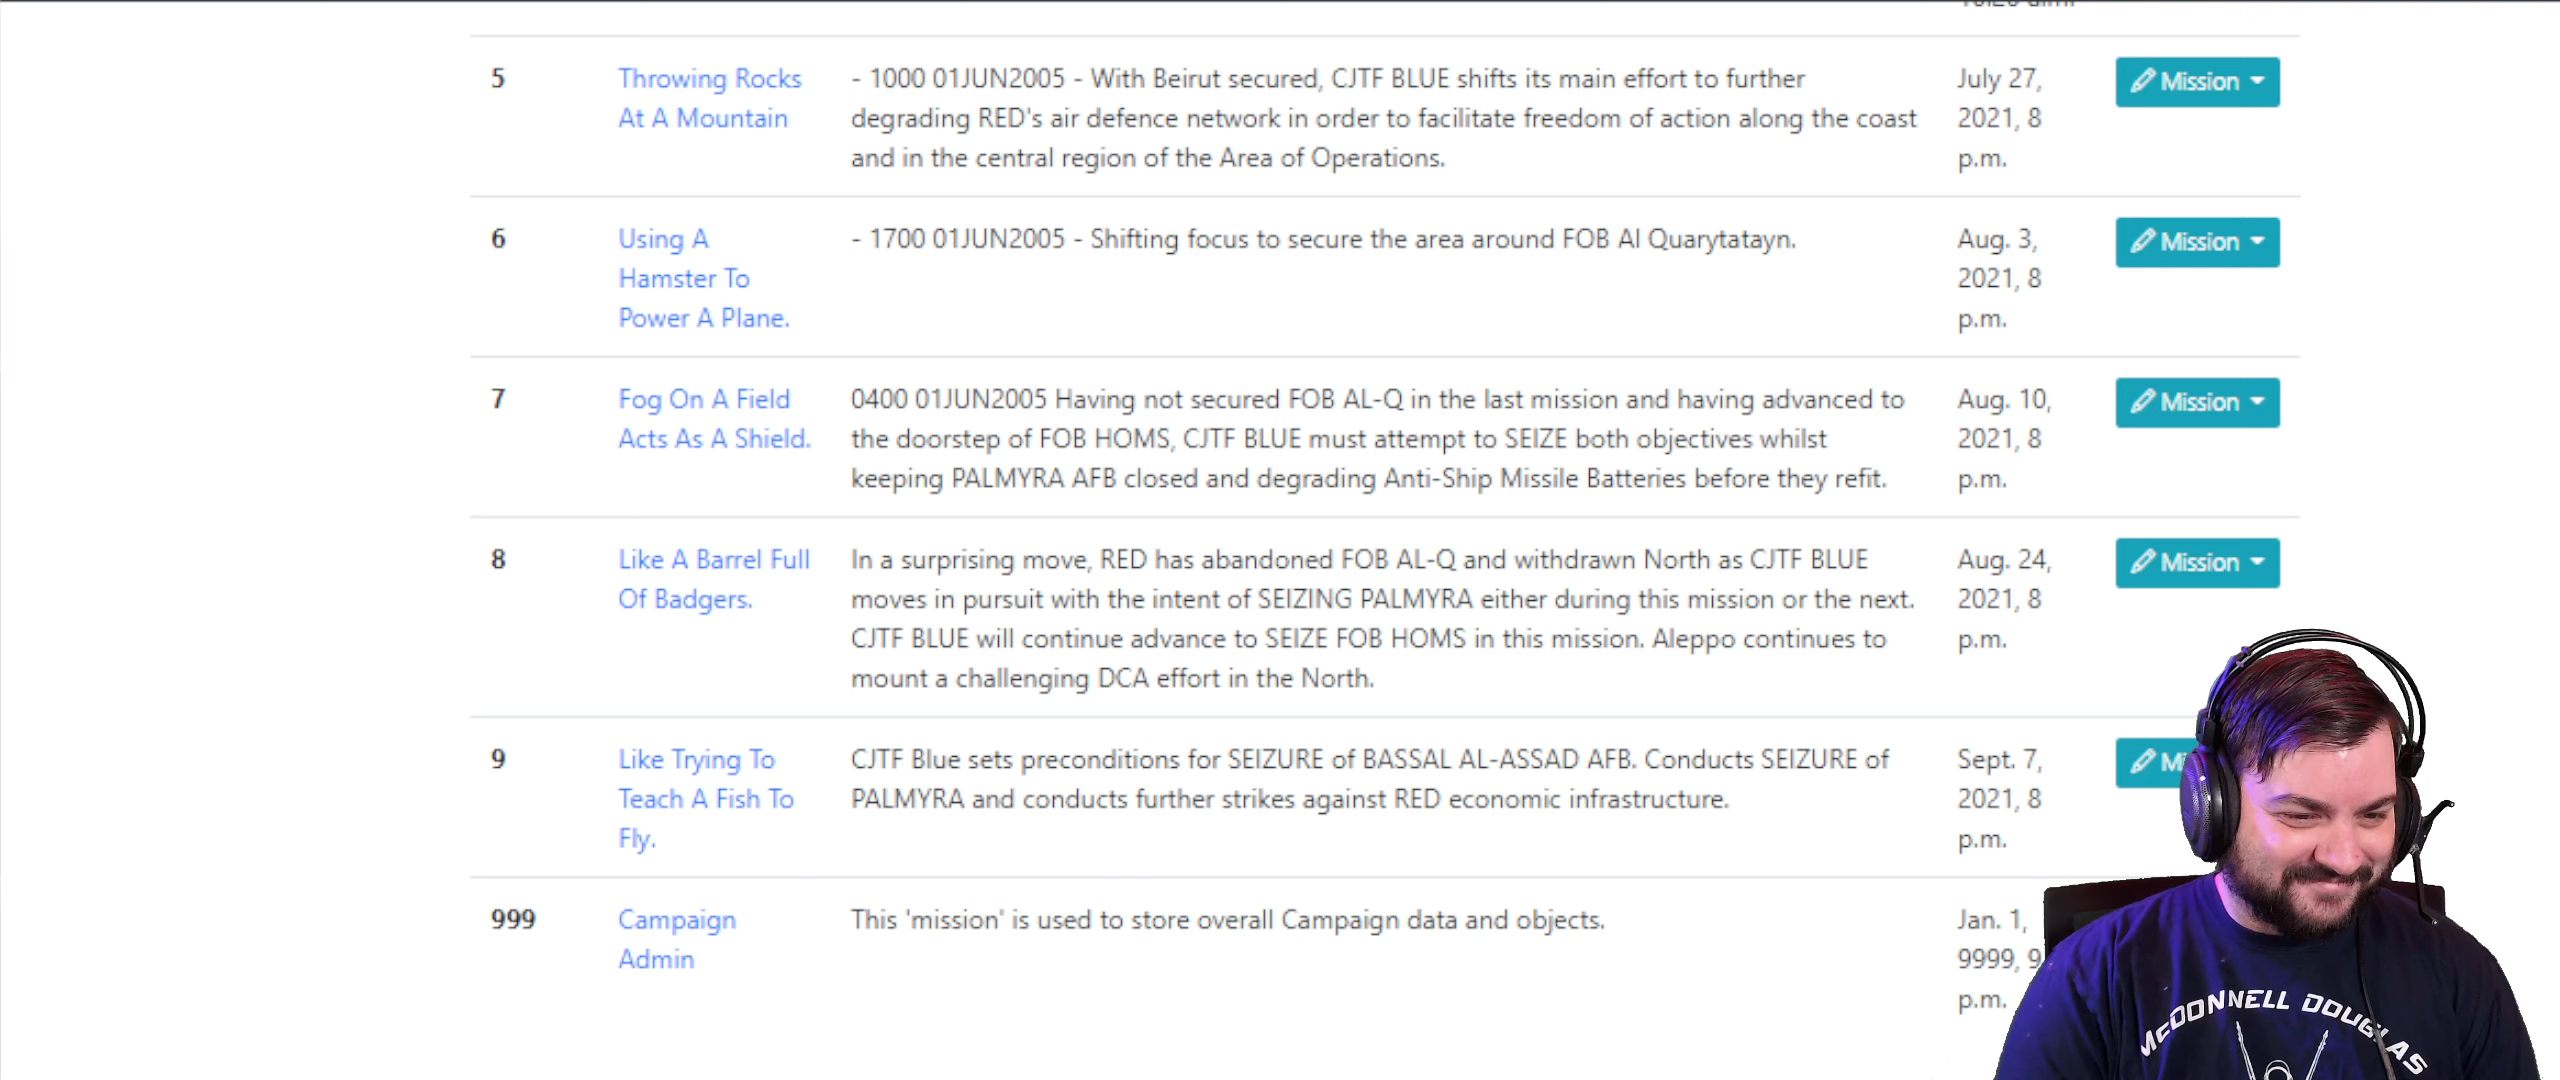 5
Throwing Rocks
At A Mountain
- 1000 01JUN2005 - With Beirut secured, CJTF BLUE shifts its main effort to further
degrading RED's air defence network in order to facilitate freedom of action along the coast
and in the central region of the Area of Operations.
July 27,
2021, 8
p.m.
Mission
6
Using A
Hamster To
Power A Plane.
- 1700 01JUN2005 - Shifting focus to secure the area around FOB Al Quarytatayn.
Aug. 3,
2021, 8
p.m.
Mission
7
Fog On A Field
Acts As A Shield.
0400 01JUN2005 Having not secured FOB AL-Q in the last mission and having advanced to
the doorstep of FOB HOMS, CJTF BLUE must attempt to SEIZE both objectives whilst
keeping PALMYRA AFB closed and degrading Anti-Ship Missile Batteries before they refit.
Aug. 10,
2021, 8
p.m.
Mission
8
Like A Barrel Full
Of Badgers.
In a surprising move, RED has abandoned FOB AL-Q and withdrawn North as CJTF BLUE
moves in pursuit with the intent of SEIZING PALMYRA either during this mission or the next.
CJTF BLUE will continue advance to SEIZE FOB HOMS in this mission. Aleppo continues to
mount a challenging DCA effort in the North.
Aug. 24,
2021, 8
p.m.
Mission
9
Like Trying To
Teach A Fish To
Fly.
CJTF Blue sets preconditions for SEIZURE of BASSAL AL-ASSAD AFB. Conducts SEIZURE of
PALMYRA and conducts further strikes against RED economic infrastructure.
Sept. 7,
2021, 8
p.m.
999
Campaign
Admin
This 'mission' is used to store overall Campaign data and objects.
Jan. 1,
9999, 9
p.m.
MCDONNELL DOUGLAS